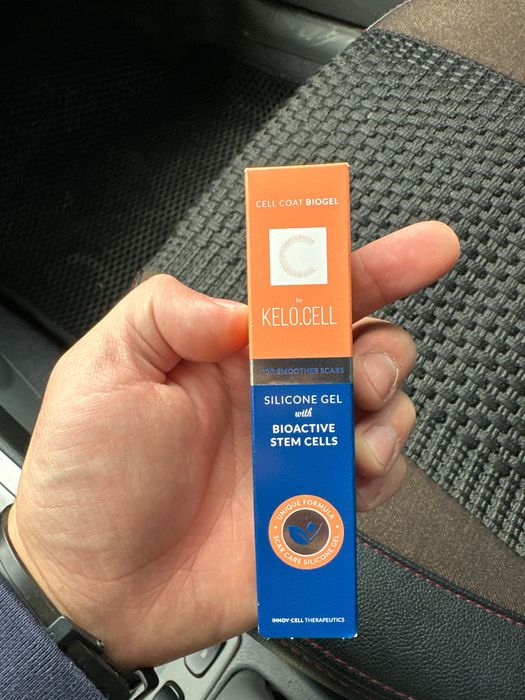 CELL COAT BIOGEL
by
KELO.CELL
SMOOTHER SCARS
SILICONE GEL
with
BIOACTIVE
STEM CELLS
UNIQUE FORMULA
SCAR CARE SILICONE GEL
INNOV·CELL THERAPEUTICS